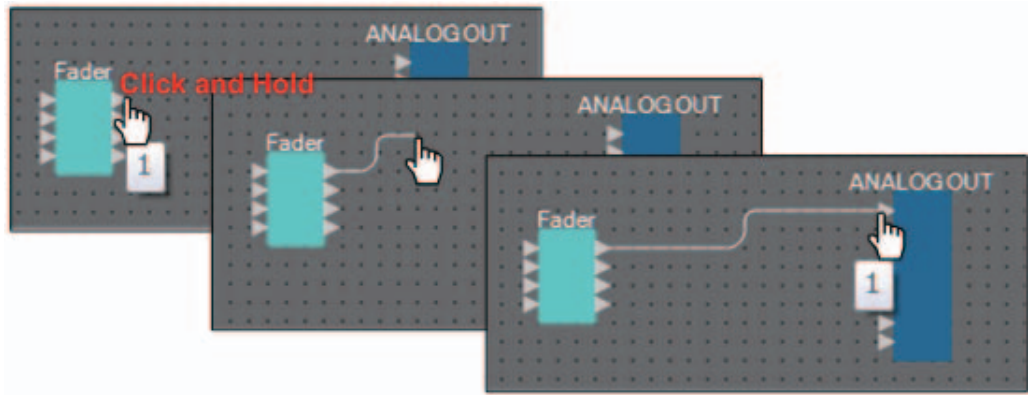 ANALOG OUT
Fader
Click and Hold
1
ANALOG OUT
Fader
ANALOG OUT
Fader
1